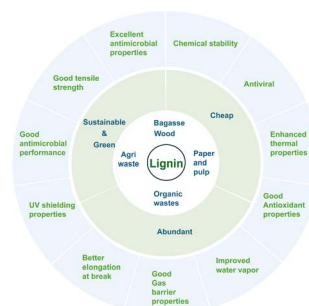 Excellent
antimicrobial
properties
Chemical stability
Good tensile
strength
Antiviral
Sustainable
&
Green
Bagasse
Wood
Cheap
Good
antimicrobial
performance
Agri
waste
Lignin
Paper
and
pulp
Enhanced
thermal
properties
Organic
wastes
UV shielding
properties
Good
Antioxidant
properties
Abundant
Better
elongation
at break
Good
Gas
barrier
properties
Improved
water vapor